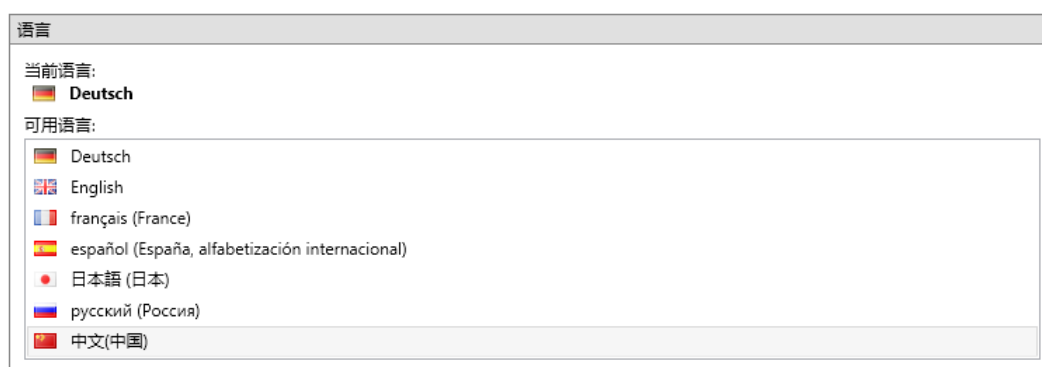 语言
当前语言:
Deutsch
可用语言:
Deutsch
English
français (France)
español (España, alfabetización internacional)
日本語 (日本)
русский (Россия)
中文(中国)